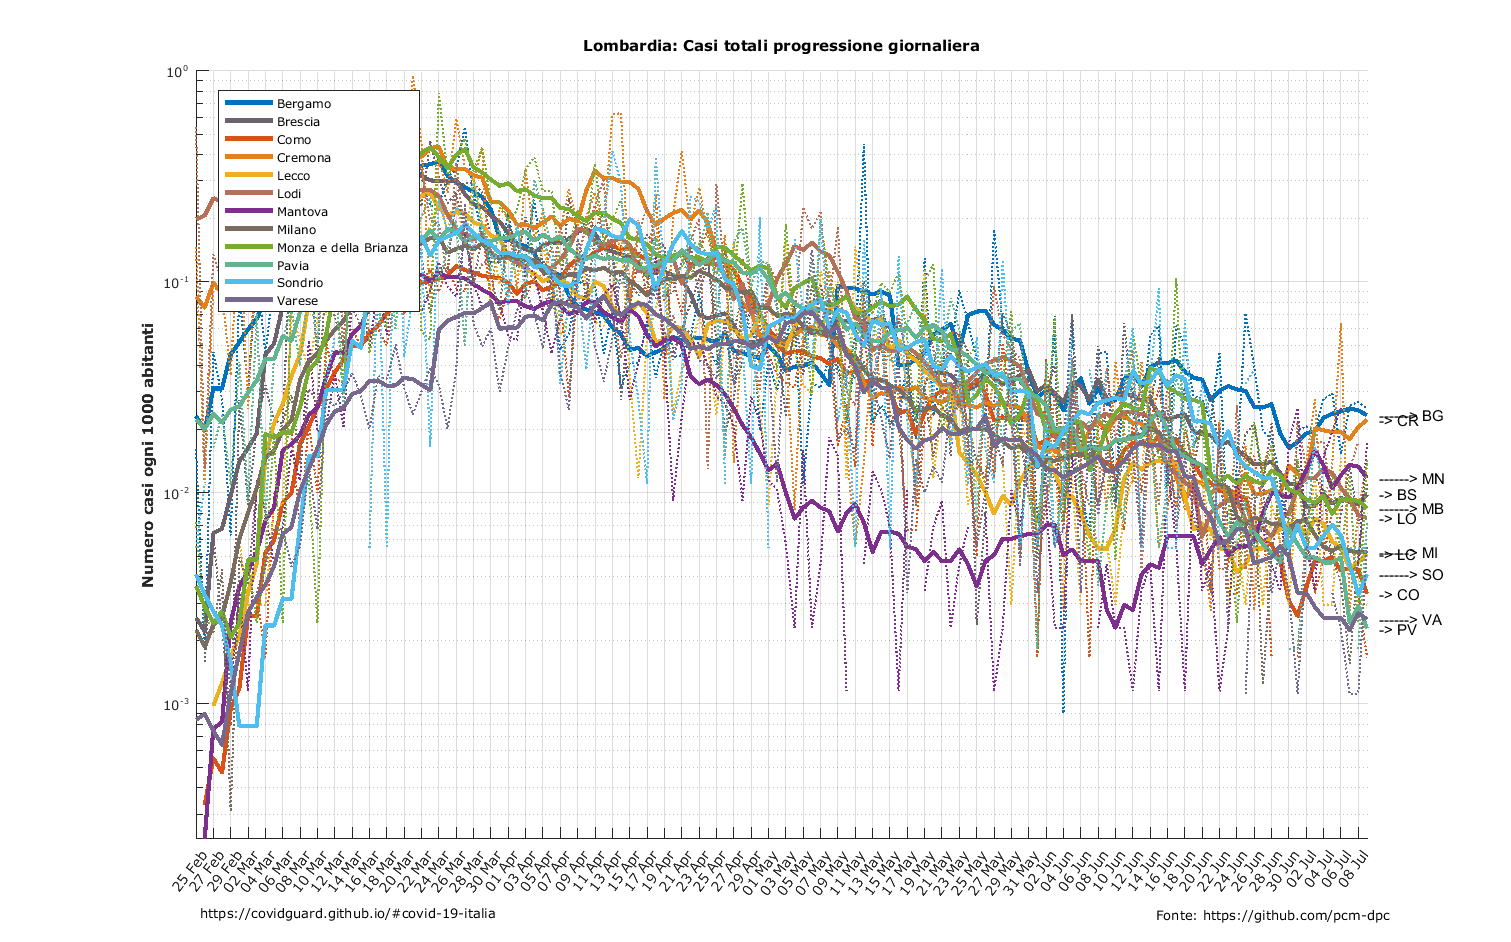 Lombardia: Casi totali progressione giornaliera
Numero casi ogni 1000 abitanti
10^0
10^-1
10^-2
10^-3
Bergamo
Brescia
Como
Cremona
Lecco
Lodi
Mantova
Milano
Monza e della Brianza
Pavia
Sondrio
Varese
------> BG
-> CR
------> MN
-> BS
------> MB
-> LO
------> MI
-> LC
------> SO
-> CO
------> VA
-> PV
25 Feb
27 Feb
29 Feb
02 Mar
04 Mar
06 Mar
08 Mar
10 Mar
12 Mar
14 Mar
16 Mar
18 Mar
20 Mar
22 Mar
24 Mar
26 Mar
28 Mar
30 Mar
01 Apr
03 Apr
05 Apr
07 Apr
09 Apr
11 Apr
13 Apr
15 Apr
17 Apr
19 Apr
21 Apr
23 Apr
25 Apr
27 Apr
29 Apr
01 May
03 May
05 May
07 May
09 May
11 May
13 May
15 May
17 May
19 May
21 May
23 May
25 May
27 May
29 May
31 May
02 Jun
04 Jun
06 Jun
08 Jun
10 Jun
12 Jun
14 Jun
16 Jun
18 Jun
20 Jun
22 Jun
24 Jun
26 Jun
28 Jun
30 Jun
02 Jul
04 Jul
06 Jul
08 Jul
https://covidguard.github.io/#covid-19-italia
Fonte: https://github.com/pcm-dpc